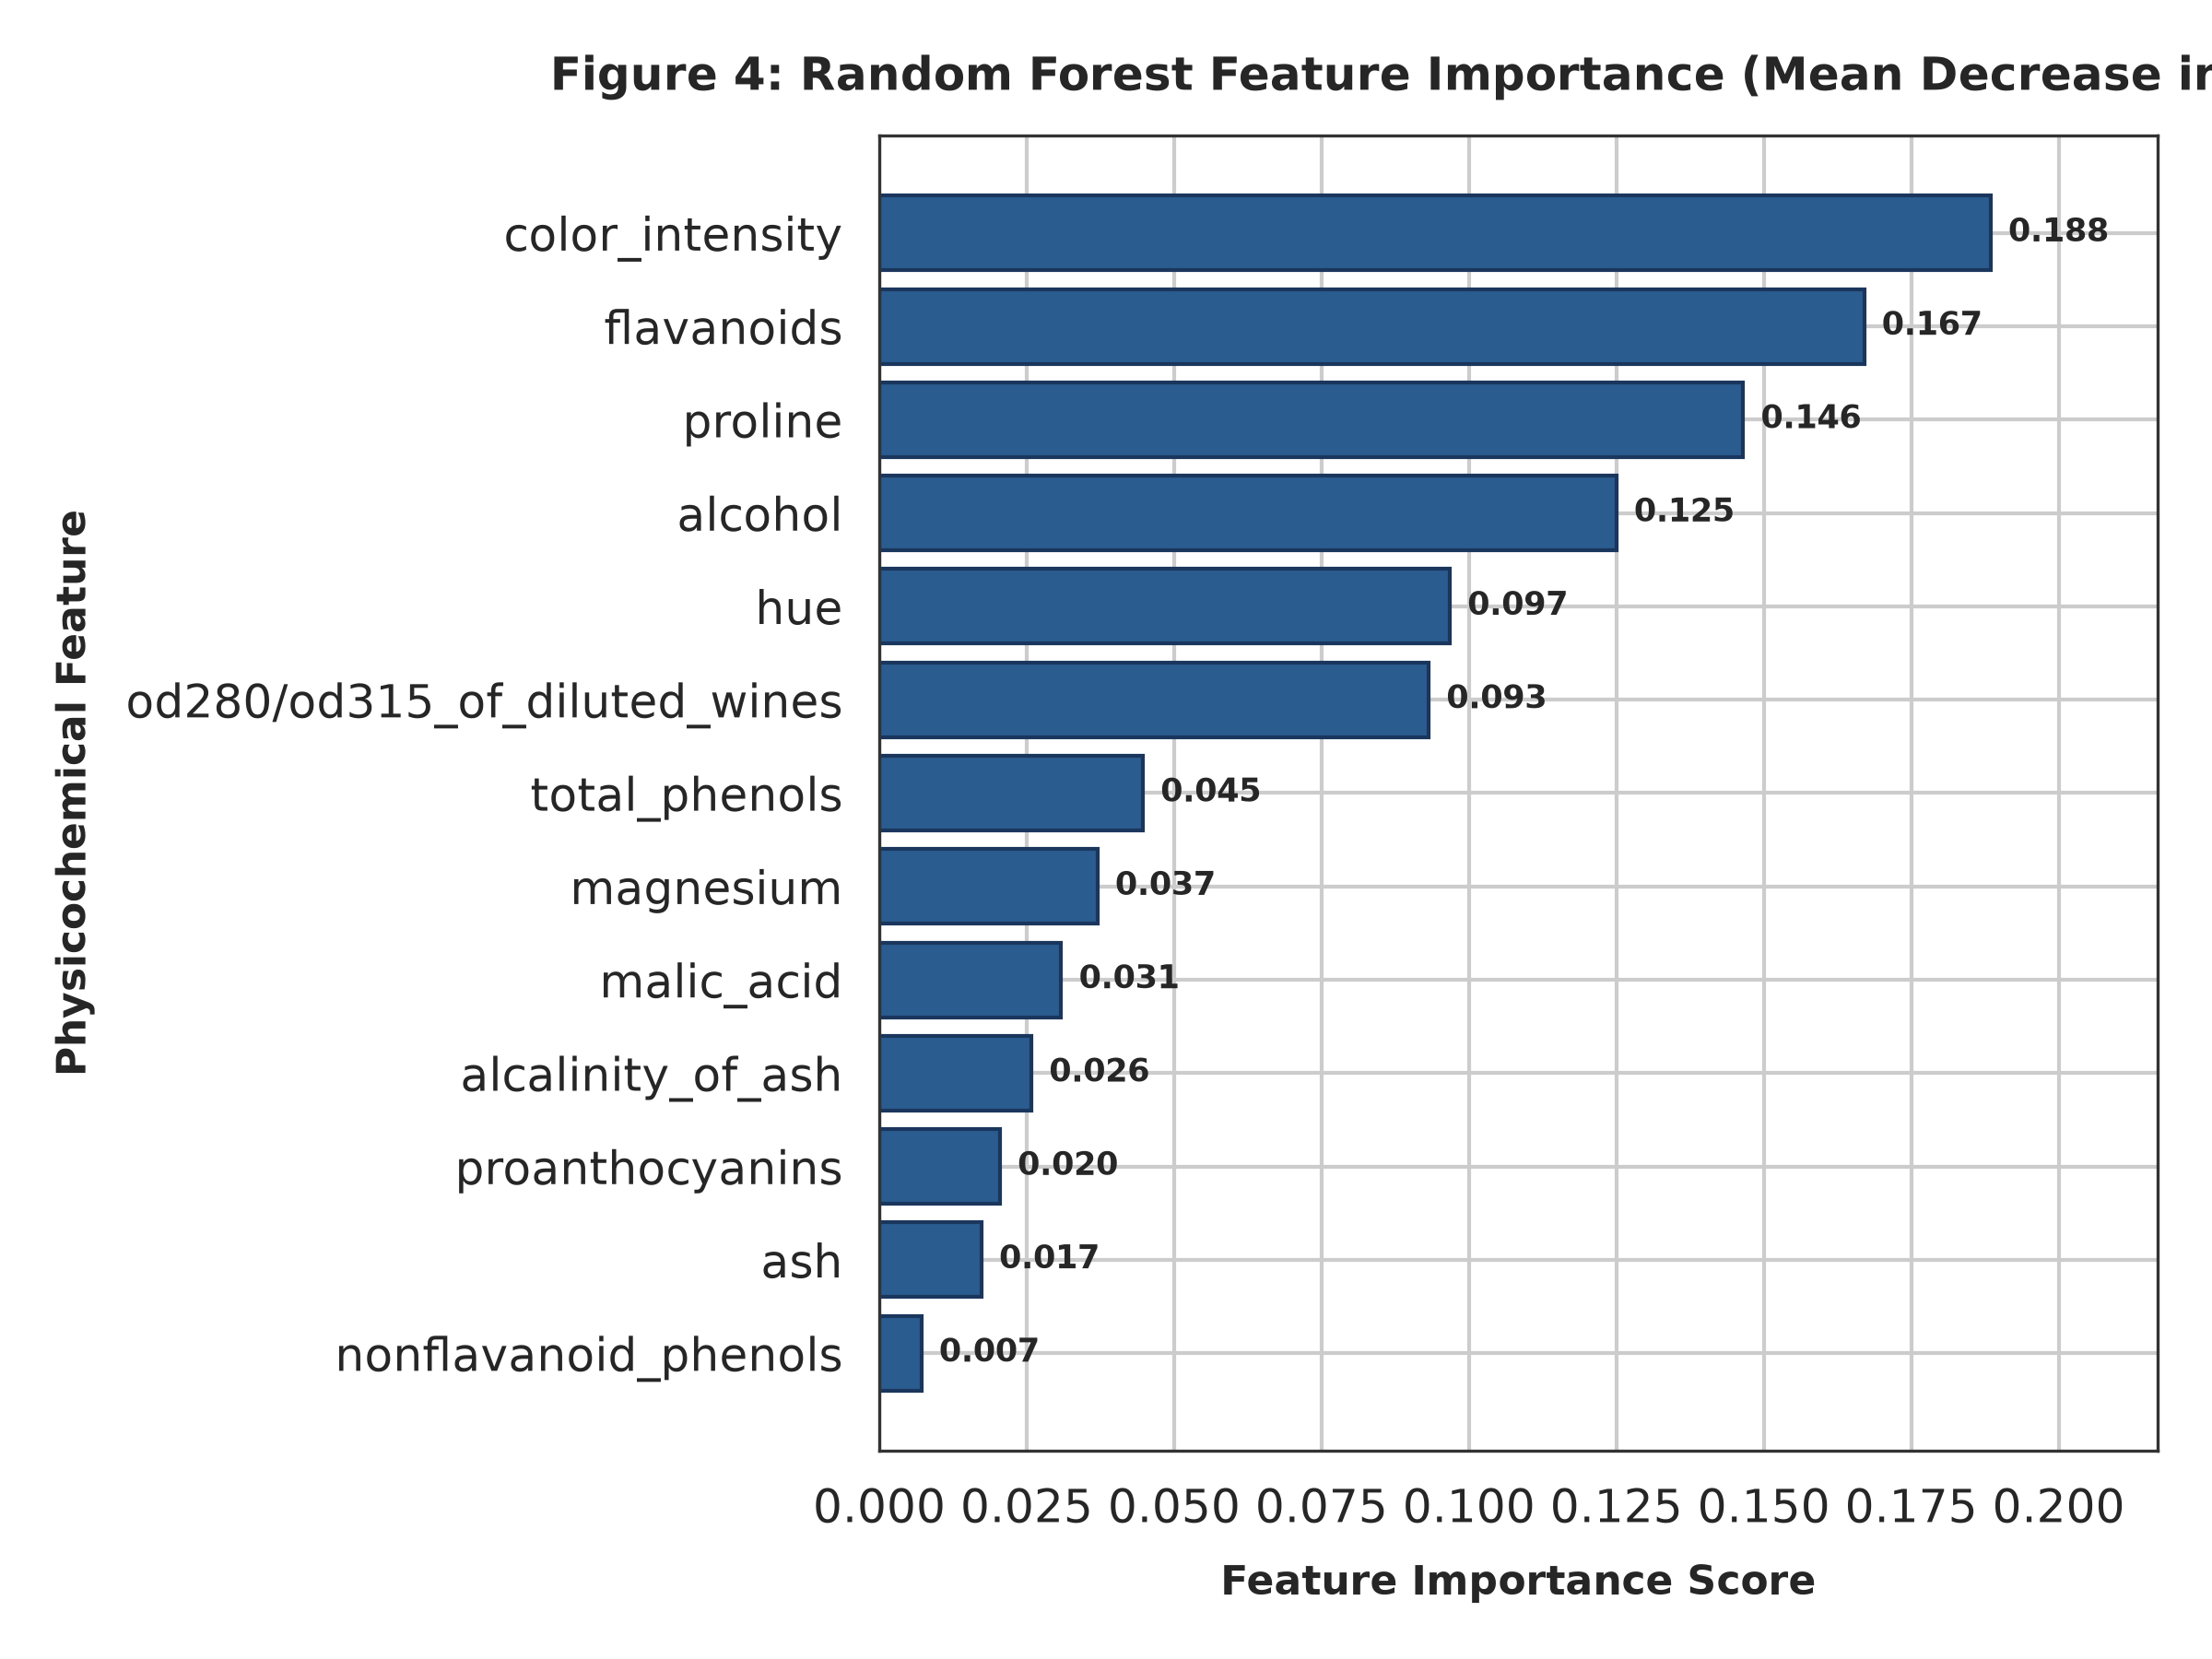 Figure 4: Random Forest Feature Importance (Mean Decrease in
color_intensity 0.188
flavanoids 0.167
proline 0.146
alcohol 0.125
hue 0.097
od280/od315_of_diluted_wines 0.093
total_phenols 0.045
magnesium 0.037
malic_acid 0.031
alcalinity_of_ash 0.026
proanthocyanins 0.020
ash 0.017
nonflavanoid_phenols 0.007
Physicochemical Feature
0.000 0.025 0.050 0.075 0.100 0.125 0.150 0.175 0.200
Feature Importance Score